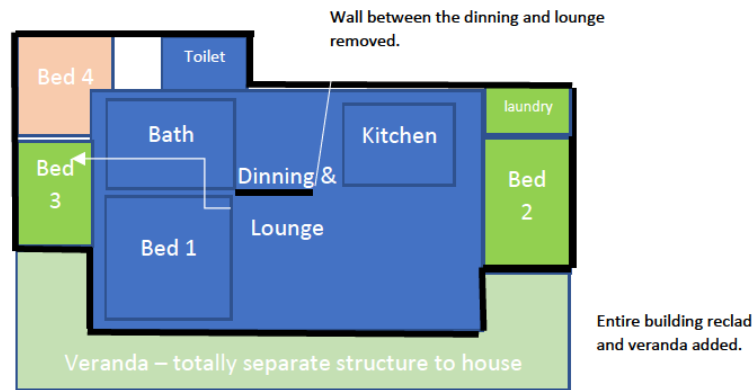 Wall between the dinning and lounge
removed.
Toilet
Bed 4
laundry
Bath
Kitchen
Bed
3
Dinning &
Bed
2
Lounge
Bed 1
Entire building reclad
and veranda added.
Veranda – totally separate structure to house